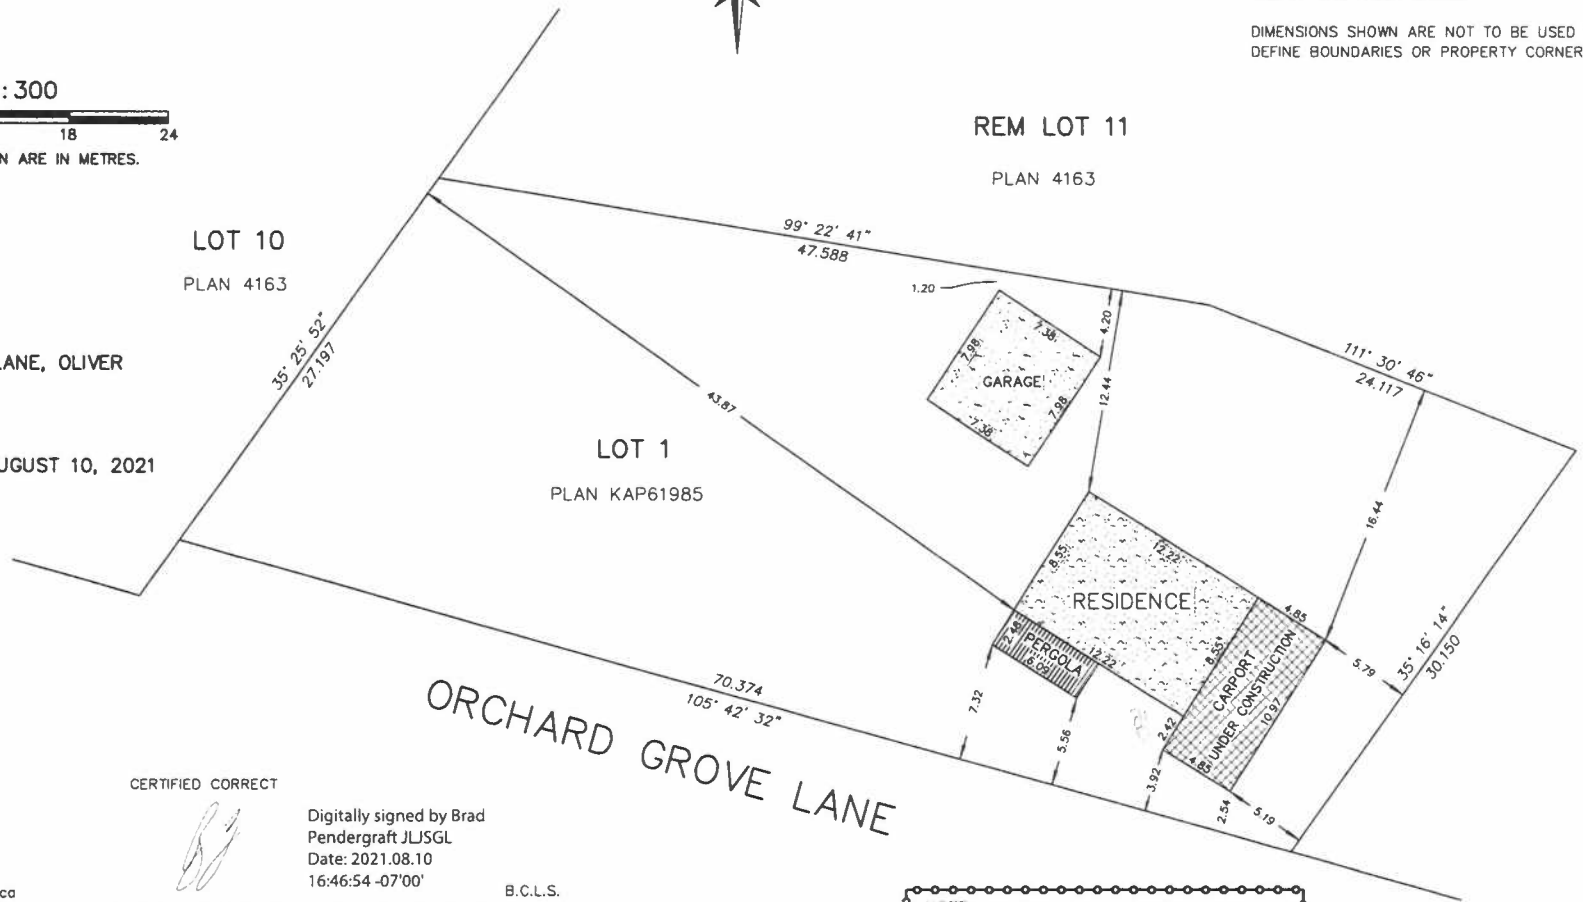 DIMENSIONS SHOWN ARE NOT TO BE USED
DEFINE BOUNDARIES OR PROPERTY CORNER
:300
18 24
N ARE IN METRES.
REM LOT 11
PLAN 4163
LOT 10
PLAN 4163
99° 22' 41"
47.588
1.20
4.20
7.38
7.98
GARAGE
7.98
7.38
12.44
111° 30' 46"
24.117
35° 25' 52"
27.197
LANE, OLIVER
43.87
LOT 1
PLAN KAP61985
UGUST 10, 2021
16.44
8.55
12.22
RESIDENCE
4.85
2.48
PERGOLA
6.09
12.22
8.55
CARPORT
UNDER CONSTRUCTION
10.97
5.79
35° 16' 14"
30.150
70.374
105° 42' 32"
7.32
5.56
2.42
4.85
3.92
2.54
5.19
ORCHARD GROVE LANE
CERTIFIED CORRECT
Digitally signed by Brad
Pendergraft JLJSGL
Date: 2021.08.10
16:46:54 -07'00'
ca
B.C.L.S.